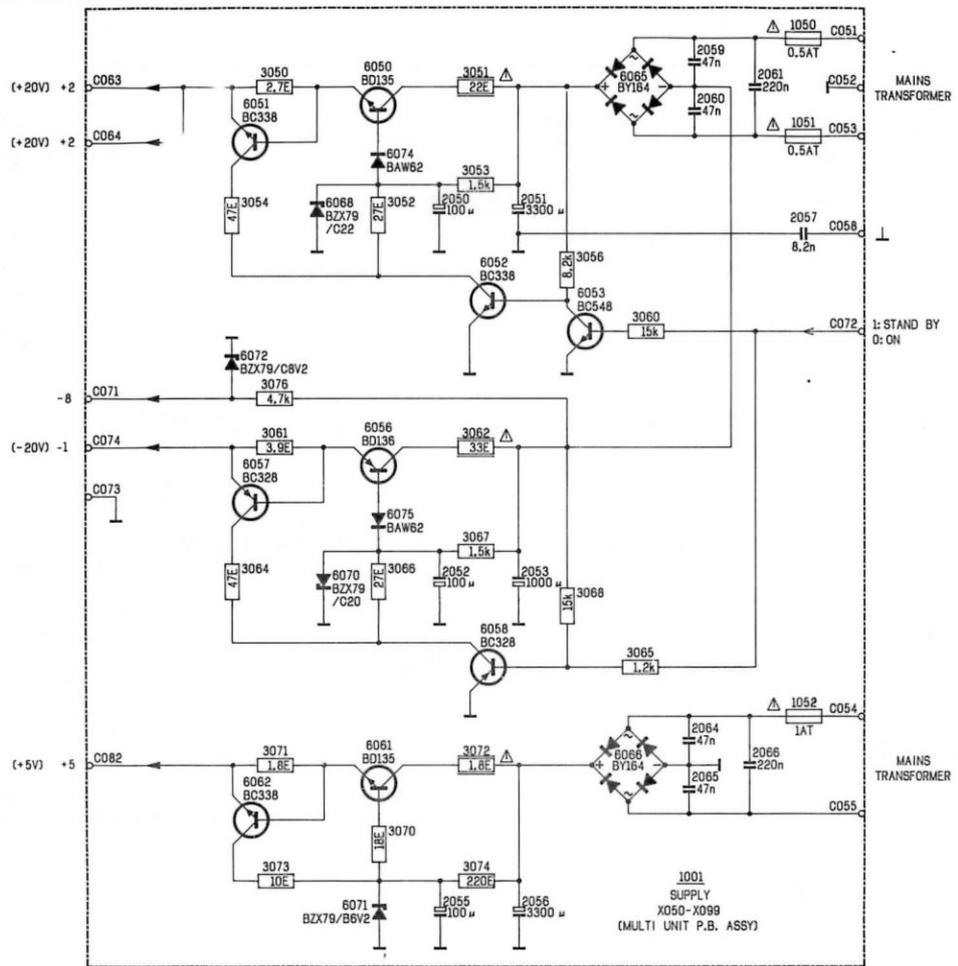 1050 C051
0.5AT
2059
47n
C052
MAINS
TRANSFORMER
2061
220n
2060
47n
1051 C053
0.5AT
6065
BY164
+ ~ ~ -
(+20V) +2 C063
3050
2.7E
6050
BD135
3051
22E
6051
BC338
(+20V) +2 C064
6074
BAW62
3053
1.5k
3054
47E
6068
BZX79
/C22
3052
27E
2050
100 µ
2051
3300 µ
2057
8.2n
C058
6052
BC338
3056
8.2k
6053
BC548
3060
15k
C072
1: STAND BY
0: ON
6072
BZX79/C8V2
-8 C071
3076
4.7k
(-20V) -1 C074
3061
3.9E
6056
BD136
3062
33E
6057
BC328
C073
6075
BAW62
3067
1.5k
3064
47E
6070
BZX79
/C20
3066
27E
2052
100 µ
2053
1000 µ
3068
15k
6058
BC328
3065
1.2k
1052 C054
1AT
2064
47n
6066
BY164
+ ~ ~ -
2066
220n
2065
47n
C055
MAINS
TRANSFORMER
(+5V) +5 C082
3071
1.8E
6061
BD135
3072
1.8E
6062
BC338
3070
18E
3073
10E
3074
220E
6071
BZX79/B6V2
2055
100 µ
2056
3300 µ
1001
SUPPLY
X050-X099
(MULTI UNIT P.B. ASSY)